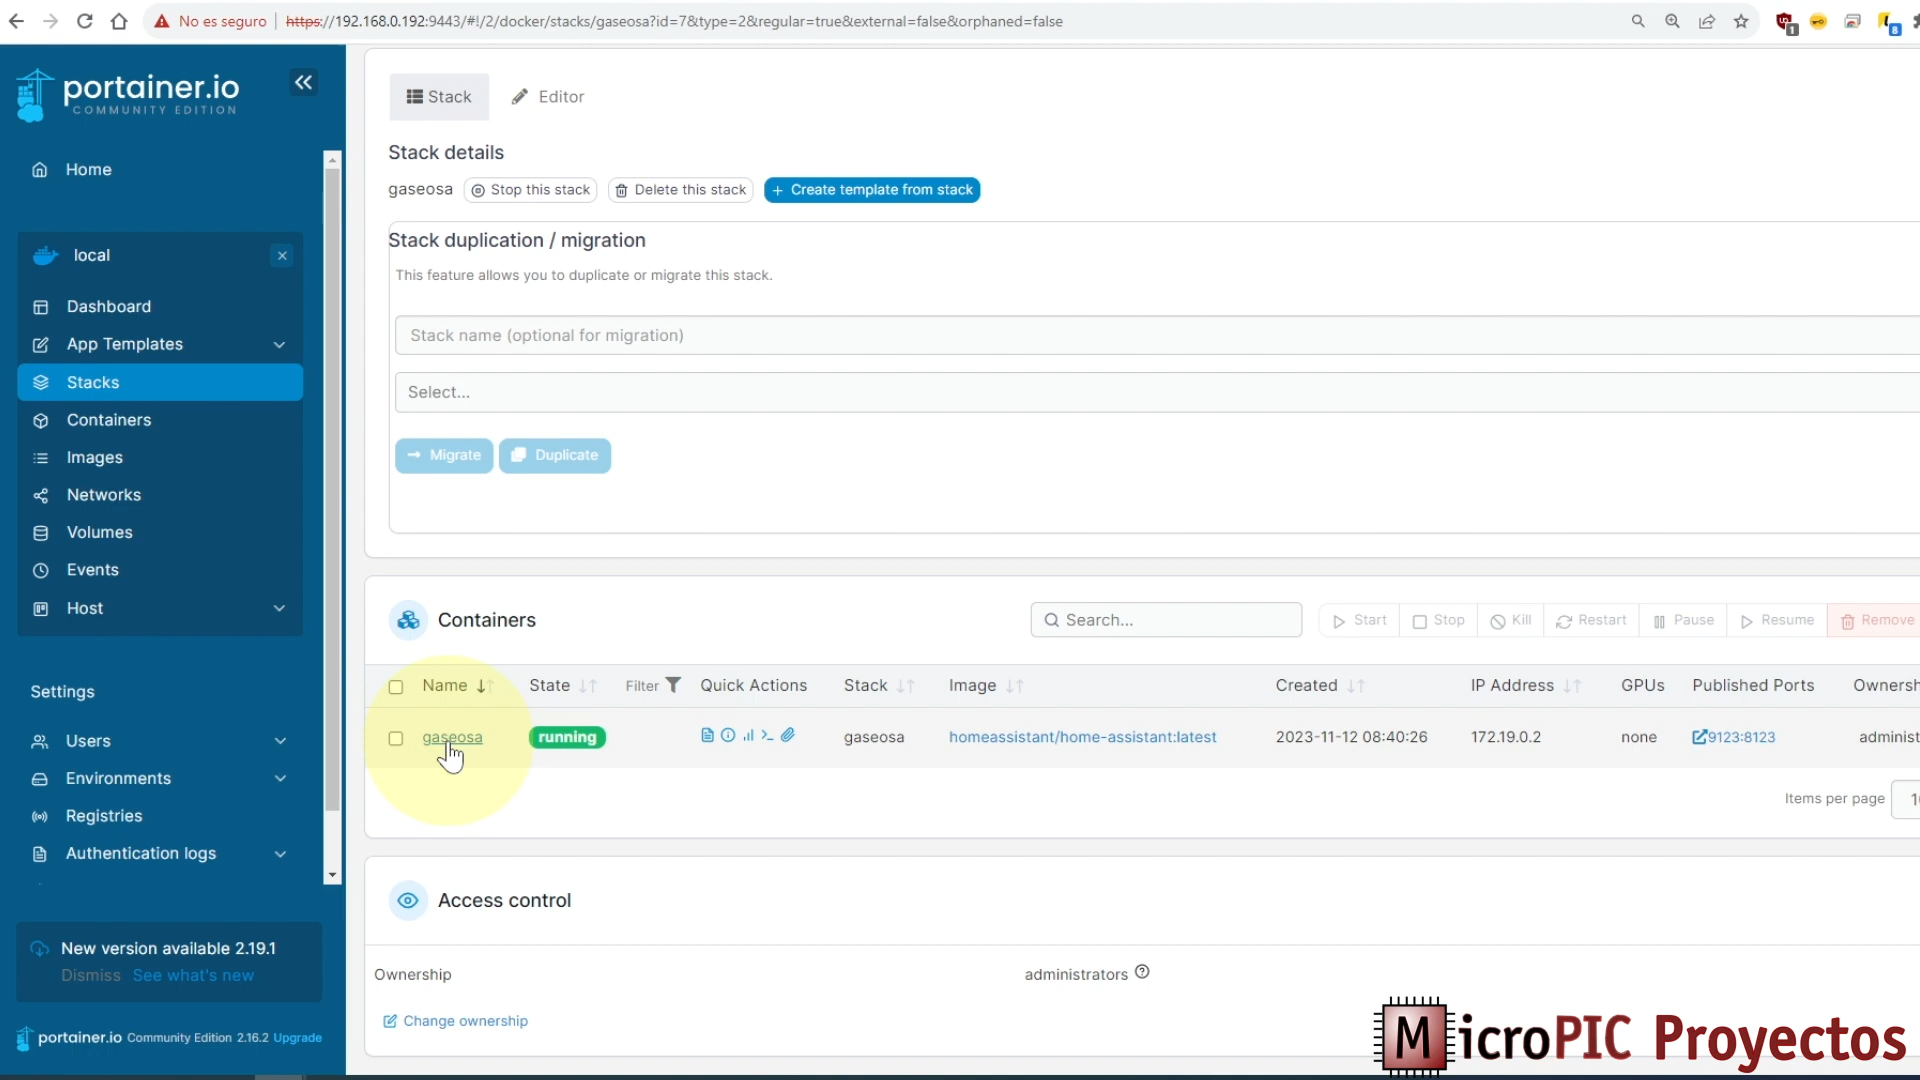 No es seguro https://192.168.0.192:9443/#!/2/docker/stacks/gaseosa?id=7&type=2&regular=true&external=false&orphaned=false
1
8
portainer.io
COMMUNITY EDITION
Home
local
Dashboard
App Templates
Stacks
Containers
Images
Networks
Volumes
Events
Host
Settings
Users
Environments
Registries
Authentication logs
New version available 2.19.1
Dismiss See what's new
portainer.io Community Edition 2.16.2 Upgrade
Stack Editor
Stack details
gaseosa Stop this stack Delete this stack + Create template from stack
Stack duplication / migration
This feature allows you to duplicate or migrate this stack.
Stack name (optional for migration)
Select...
Migrate Duplicate
Containers Search... Start Stop Kill Restart Pause Resume Remove
Name State Filter Quick Actions Stack Image Created IP Address GPUs Published Ports Ownersh
gaseosa running gaseosa homeassistant/home-assistant:latest 2023-11-12 08:40:26 172.19.0.2 none 9123:8123 administ
Items per page
Access control
Ownership administrators
Change ownership
MicroPIC Proyectos